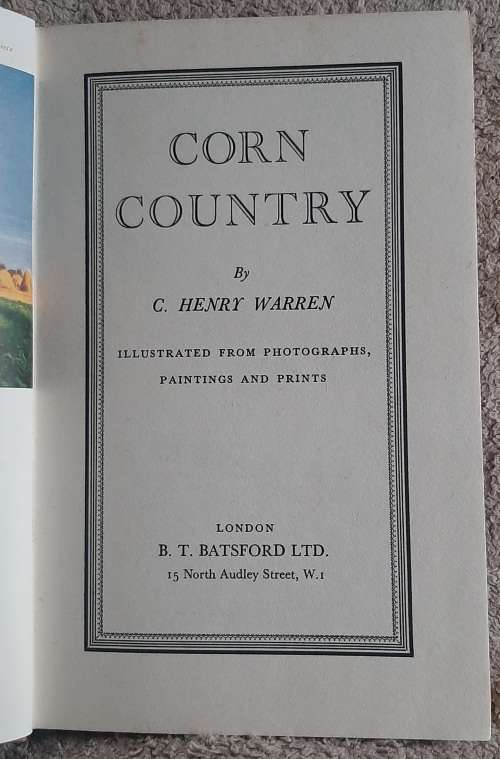 CORN
COUNTRY
By
C. HENRY WARREN
ILLUSTRATED FROM PHOTOGRAPHS,
PAINTINGS AND PRINTS
LONDON
B. T. BATSFORD LTD.
15 North Audley Street, W.1